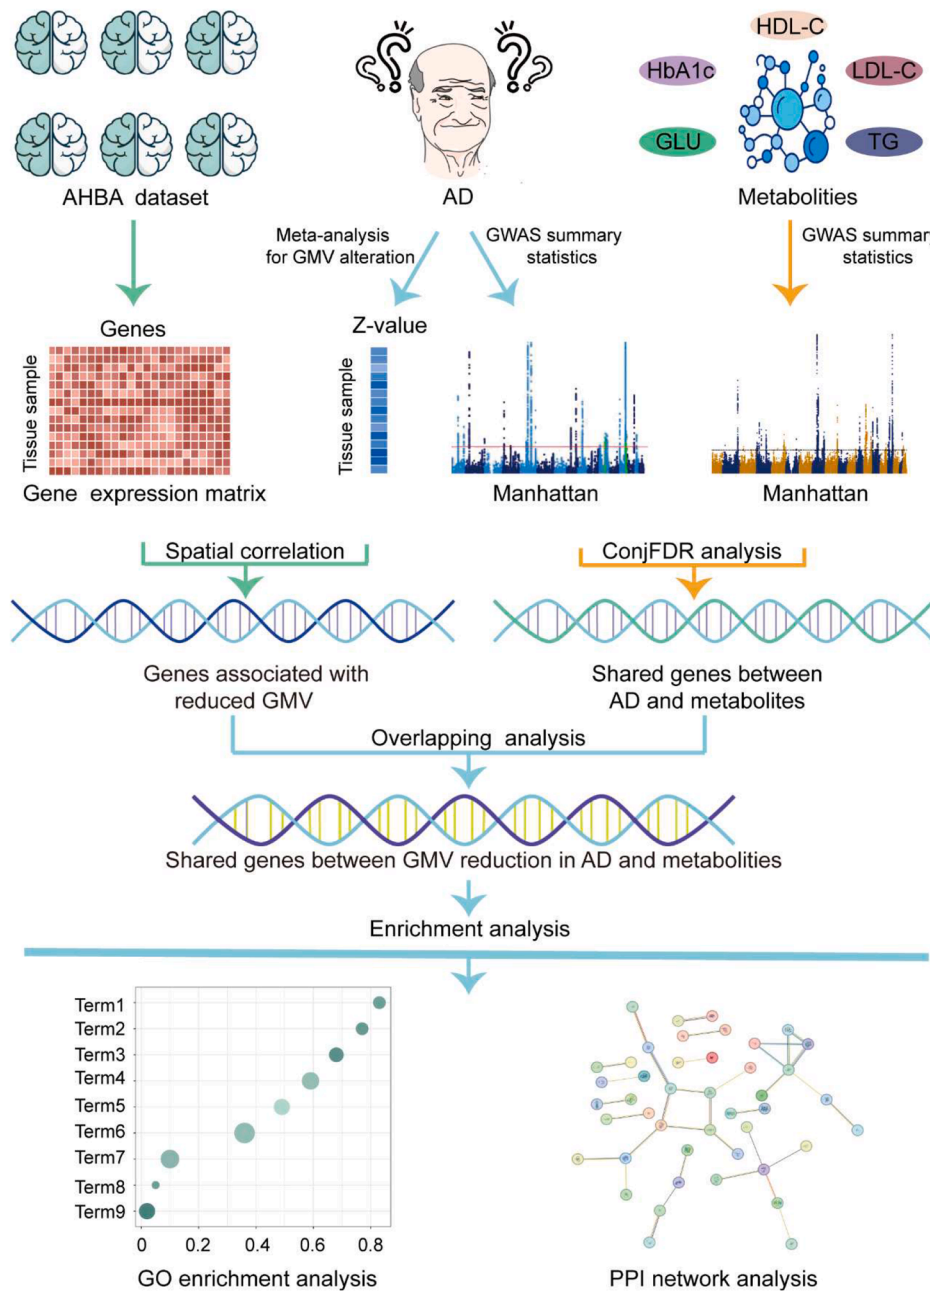 HDL-C
HbA1c
LDL-C
GLU
TG
AHBA dataset
AD
Metabolities
Meta-analysis
for GMV alteration
GWAS summary
statistics
GWAS summary
statistics
Genes
Z-value
Tissue sample
Tissue sample
Gene expression matrix
Manhattan
Manhattan
Spatial correlation
ConjFDR analysis
Genes associated with
reduced GMV
Shared genes between
AD and metabolites
Overlapping analysis
Shared genes between GMV reduction in AD and metabolities
Enrichment analysis
Term1
Term2
Term3
Term4
Term5
Term6
Term7
Term8
Term9
0 0.2 0.4 0.6 0.8
GO enrichment analysis
PPI network analysis